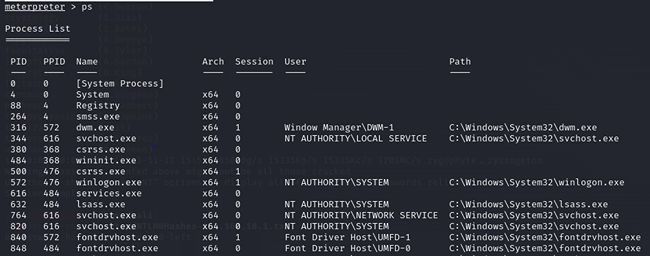 meterpreter > ps
Process List
PID PPID Name Arch Session User Path
0 0 [System Process]
4 0 System x64 0
88 4 Registry x64 0
264 4 smss.exe x64 0
316 572 dwm.exe x64 1 Window Manager\DWM-1 C:\Windows\System32\dwm.exe
344 616 svchost.exe x64 0 NT AUTHORITY\LOCAL SERVICE C:\Windows\System32\svchost.exe
380 368 csrss.exe x64 0
484 368 wininit.exe x64 0
500 476 csrss.exe x64 1
572 476 winlogon.exe x64 1 NT AUTHORITY\SYSTEM C:\Windows\System32\winlogon.exe
616 484 services.exe x64 0
632 484 lsass.exe x64 0 NT AUTHORITY\SYSTEM C:\Windows\System32\lsass.exe
764 616 svchost.exe x64 0 NT AUTHORITY\NETWORK SERVICE C:\Windows\System32\svchost.exe
820 616 svchost.exe x64 0 NT AUTHORITY\SYSTEM C:\Windows\System32\svchost.exe
840 572 fontdrvhost.exe x64 1 Font Driver Host\UMFD-1 C:\Windows\System32\fontdrvhost.exe
848 484 fontdrvhost.exe x64 0 Font Driver Host\UMFD-0 C:\Windows\System32\fontdrvhost.exe